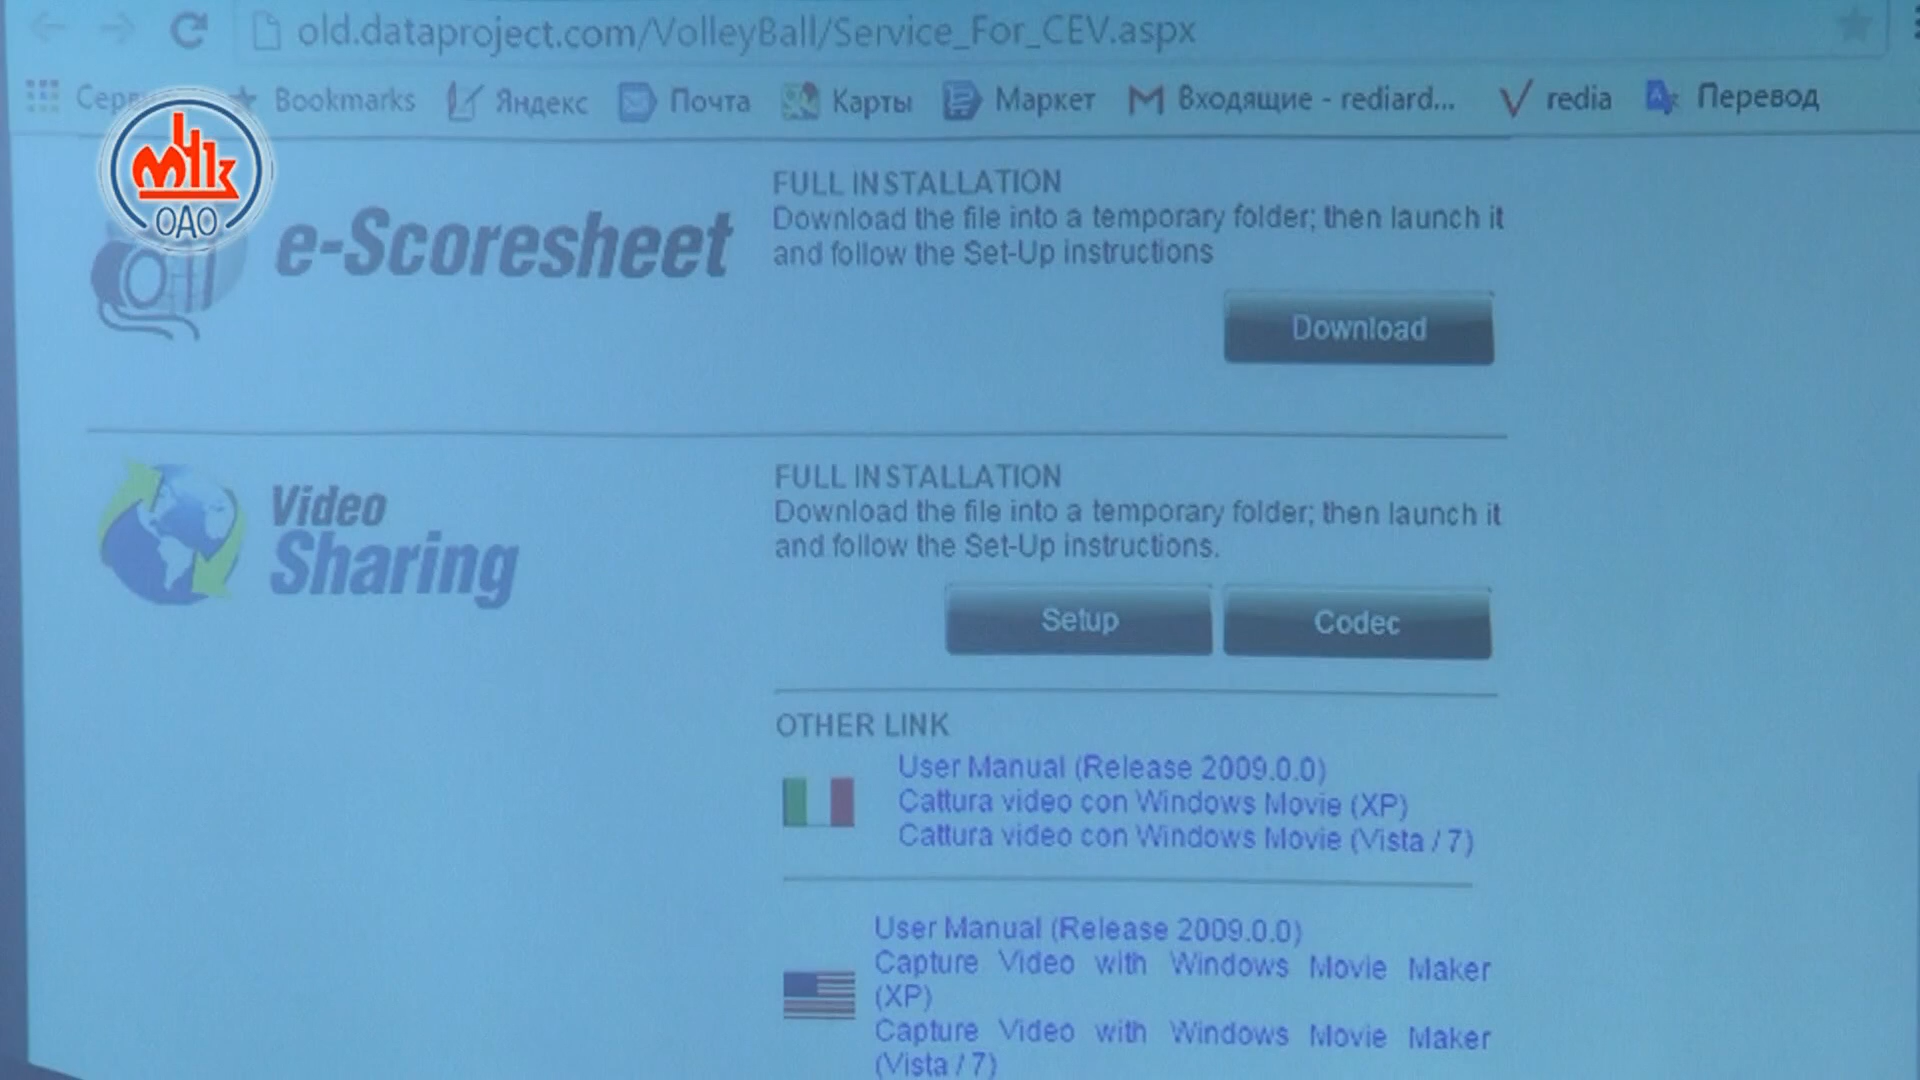 old.dataproject.com/VolleyBall/Service_For_CEV.aspx
Bookmarks Яндекс Почта Карты Маркет Входящие - rediard... redia Перевод
ОАО
e-Scoresheet
FULL INSTALLATION
Download the file into a temporary folder; then launch it
and follow the Set-Up instructions
Download
Video
Sharing
FULL INSTALLATION
Download the file into a temporary folder; then launch it
and follow the Set-Up instructions.
Setup Codec
OTHER LINK
User Manual (Release 2009.0.0)
Cattura video con Windows Movie (XP)
Cattura video con Windows Movie (Vista / 7)
User Manual (Release 2009.0.0)
Capture Video with Windows Movie Maker
(XP)
Capture Video with Windows Movie Maker
(Vista / 7)